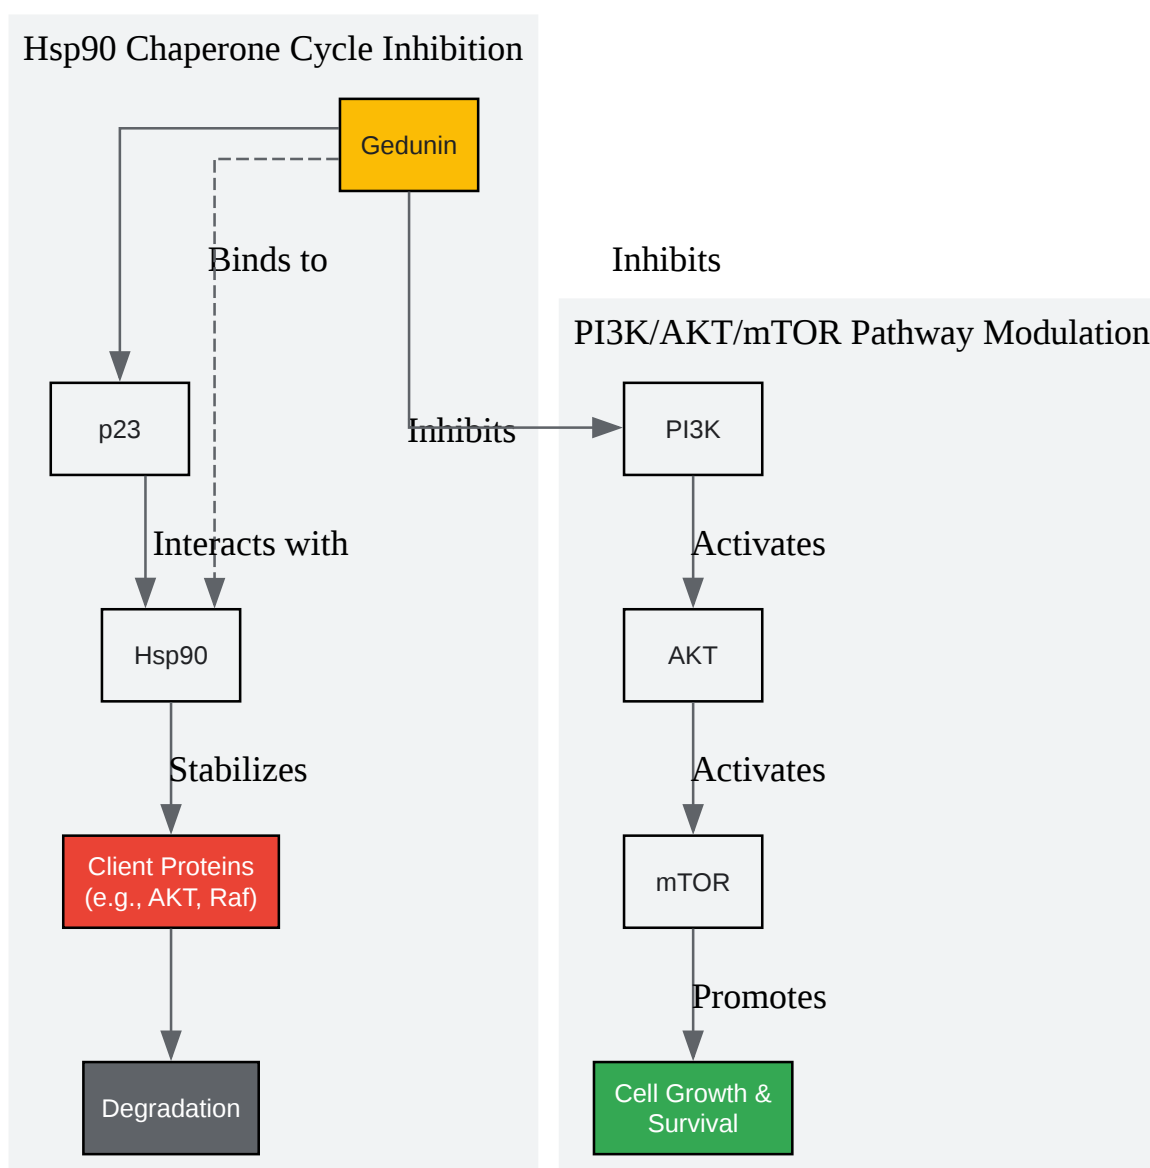 Hsp90 Chaperone Cycle Inhibition
Gedunin
Binds to
Inhibits
PI3K/AKT/mTOR Pathway Modulation
p23
Inhibits
PI3K
Interacts with
Activates
Hsp90
AKT
Stabilizes
Activates
Client Proteins
(e.g., AKT, Raf)
mTOR
Promotes
Degradation
Cell Growth &
Survival